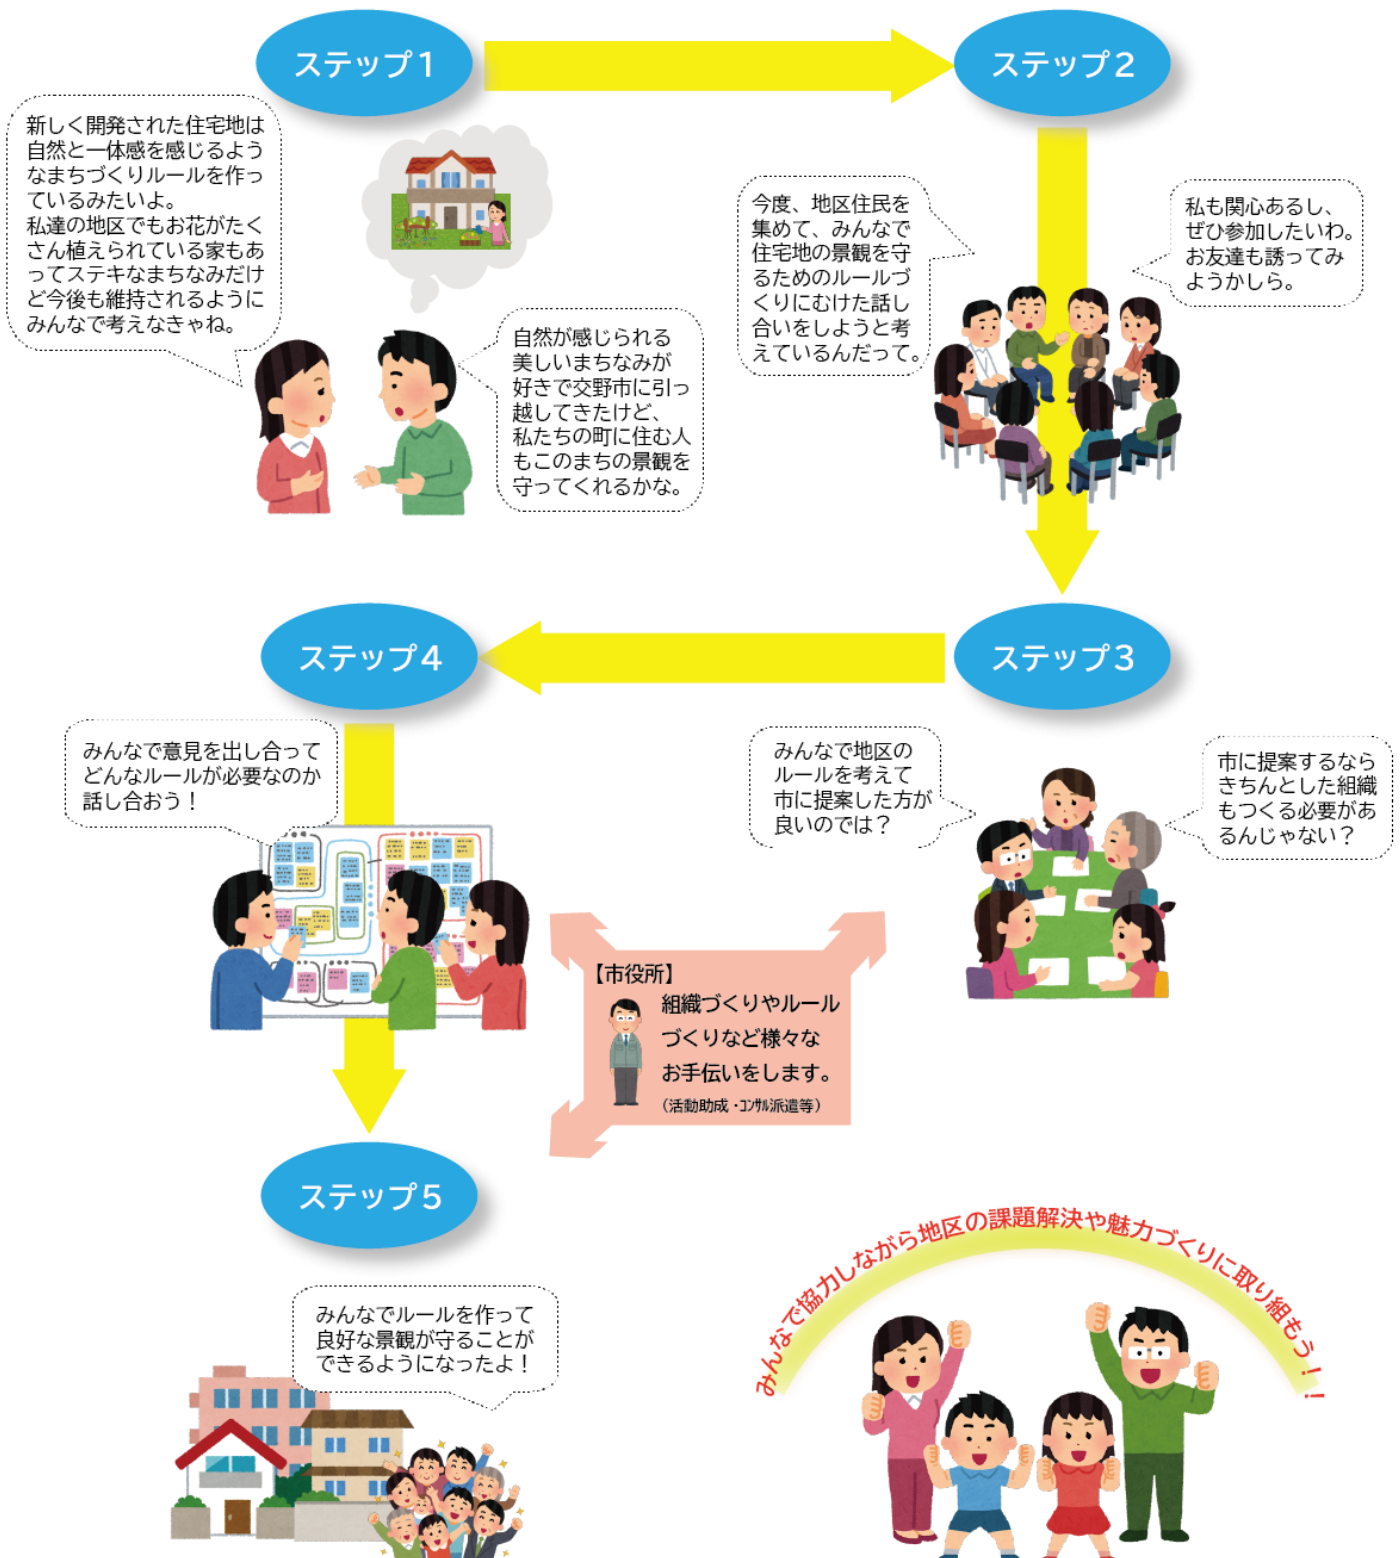 ステップ1
新しく開発された住宅地は
自然と一体感を感じるよう
なまちづくりルールを作っ
ているみたいよ。
私達の地区でもお花がたく
さん植えられている家もあ
ってステキなまちなみだけ
ど今後も維持されるように
みんなで考えなきゃね。
自然が感じられる
美しいまちなみが
好きで交野市に引っ
越してきたけど、
私たちの町に住む人
もこのまちの景観を
守ってくれるかな。
ステップ2
今度、地区住民を
集めて、みんなで
住宅地の景観を守
るためのルールづ
くりにむけた話し
合いをしようと考
えているんだって。
私も関心あるし、
ぜひ参加したいわ。
お友達も誘ってみ
ようかしら。
ステップ3
みんなで地区の
ルールを考えて
市に提案した方が
良いのでは？
市に提案するなら
きちんとした組織
もつくる必要があ
るんじゃない？
ステップ4
みんなで意見を出し合って
どんなルールが必要なのか
話し合おう！
【市役所】
組織づくりやルール
づくりなど様々な
お手伝いをします。
（活動助成・ｺﾝｻﾙ派遣等）
ステップ5
みんなでルールを作って
良好な景観が守ることが
できるようになったよ！
みんなで協力しながら地区の課題解決や魅力づくりに取り組もう！！